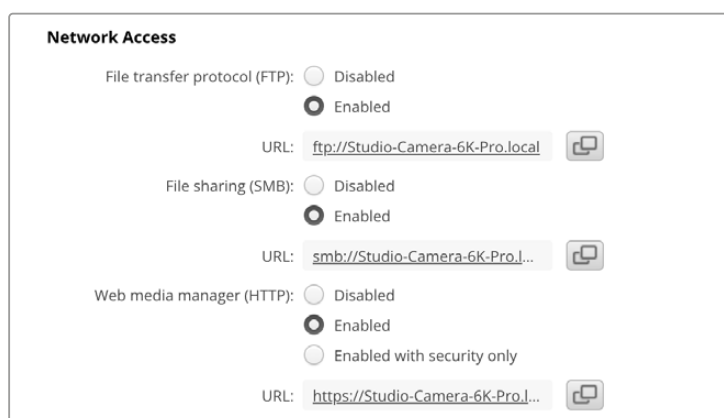 Network Access
File transfer protocol (FTP): Disabled
Enabled
URL: ftp://Studio-Camera-6K-Pro.local
File sharing (SMB): Disabled
Enabled
URL: smb://Studio-Camera-6K-Pro.l...
Web media manager (HTTP): Disabled
Enabled
Enabled with security only
URL: https://Studio-Camera-6K-Pro.l...